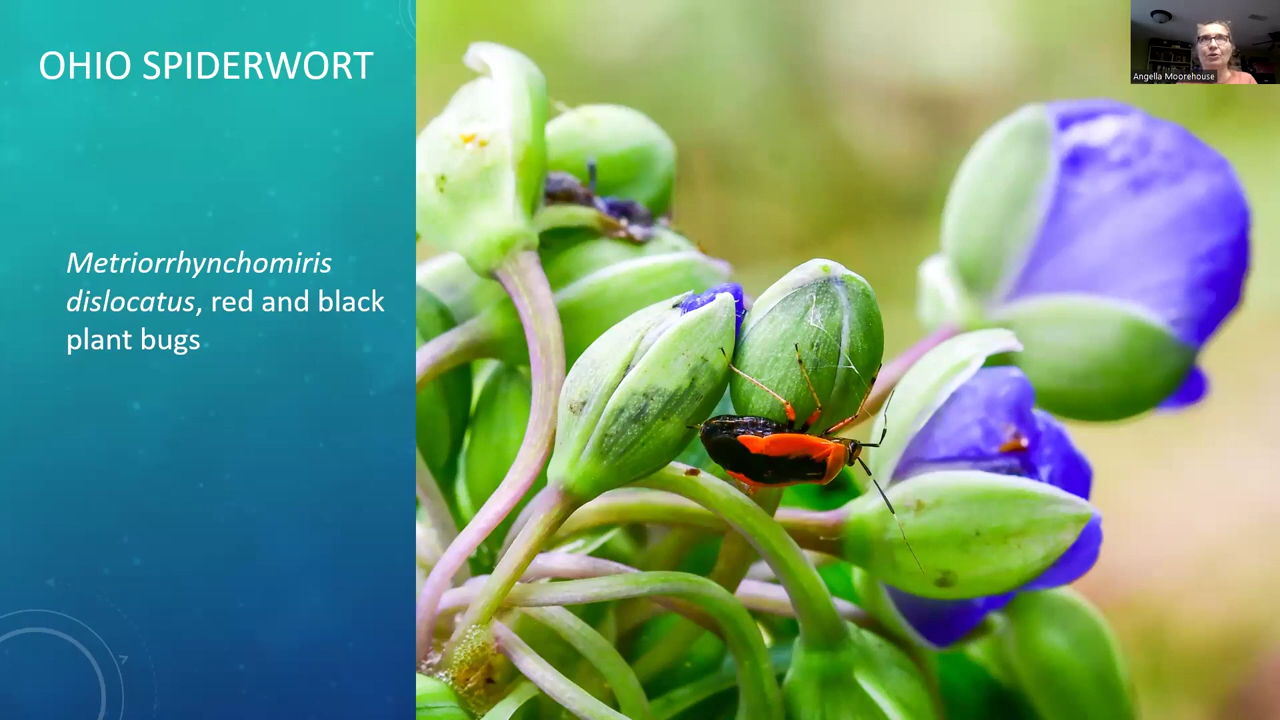 OHIO SPIDERWORT
Metriorrhynchomiris
dislocatus, red and black
plant bugs
Angella Moorehouse